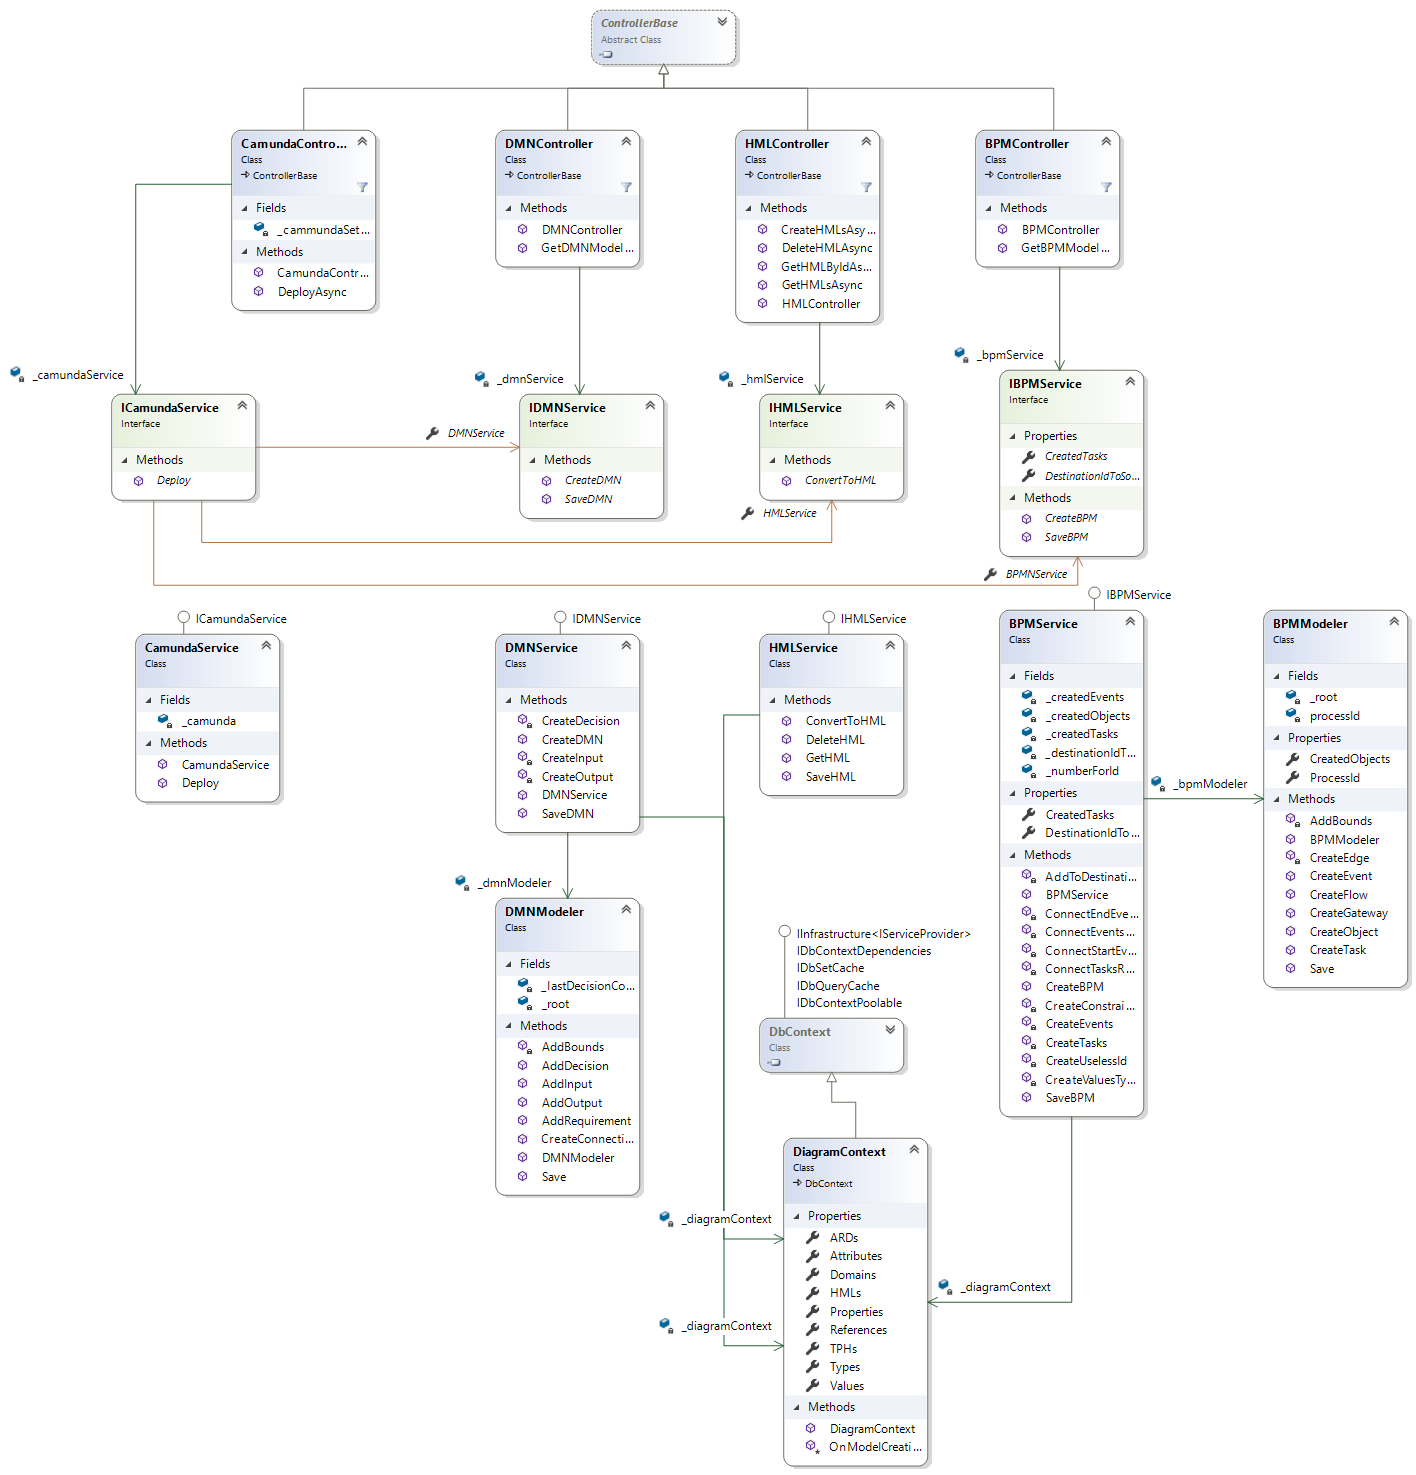 ControllerBase
Abstract Class
CamundaContro...
Class
ControllerBase
Fields
_cammundaSet...
Methods
CamundaContr...
DeployAsync
DMNController
Class
ControllerBase
Methods
DMNController
GetDMNModel...
HMLController
Class
ControllerBase
Methods
CreateHMLsAsy...
DeleteHMLAsync
GetHMLByIdAs...
GetHMLsAsync
HMLController
BPMController
Class
ControllerBase
Methods
BPMController
GetBPMModel...
_camundaService
_dmnService
_hmlService
_bpmService
ICamundaService
Interface
Methods
Deploy
DMNService
IDMNService
Interface
Methods
CreateDMN
SaveDMN
IHMLService
Interface
Methods
ConvertToHML
HMLService
IBPMService
Interface
Properties
CreatedTasks
DestinationIdToSo...
Methods
CreateBPM
SaveBPM
BPMNService
ICamundaService
CamundaService
Class
Fields
_camunda
Methods
CamundaService
Deploy
IDMNService
DMNService
Class
Methods
CreateDecision
CreateDMN
CreateInput
CreateOutput
DMNService
SaveDMN
IHMLService
HMLService
Class
Methods
ConvertToHML
DeleteHML
GetHML
SaveHML
IBPMService
BPMService
Class
Fields
_createdEvents
_createdObjects
_createdTasks
_destinationIdT...
_numberForId
Properties
CreatedTasks
DestinationIdTo...
Methods
AddToDestinati...
BPMService
ConnectEndEve...
ConnectEvents...
ConnectStartEv...
ConnectTasksR...
CreateBPM
CreateConstrai...
CreateEvents
CreateTasks
CreateUselessId
CreateValuesTy...
SaveBPM
_bpmModeler
BPMModeler
Class
Fields
_root
processId
Properties
CreatedObjects
ProcessId
Methods
AddBounds
BPMModeler
CreateEdge
CreateEvent
CreateFlow
CreateGateway
CreateObject
CreateTask
Save
_dmnModeler
DMNModeler
Class
Fields
_lastDecisionCo...
_root
Methods
AddBounds
AddDecision
AddInput
AddOutput
AddRequirement
CreateConnecti...
DMNModeler
Save
IInfrastructure<IServiceProvider>
IDbContextDependencies
IDbSetCache
IDbQueryCache
IDbContextPoolable
DbContext
Class
DiagramContext
Class
DbContext
Properties
ARDs
Attributes
Domains
HMLs
Properties
References
TPHs
Types
Values
Methods
DiagramContext
OnModelCreati...
_diagramContext
_diagramContext
_diagramContext